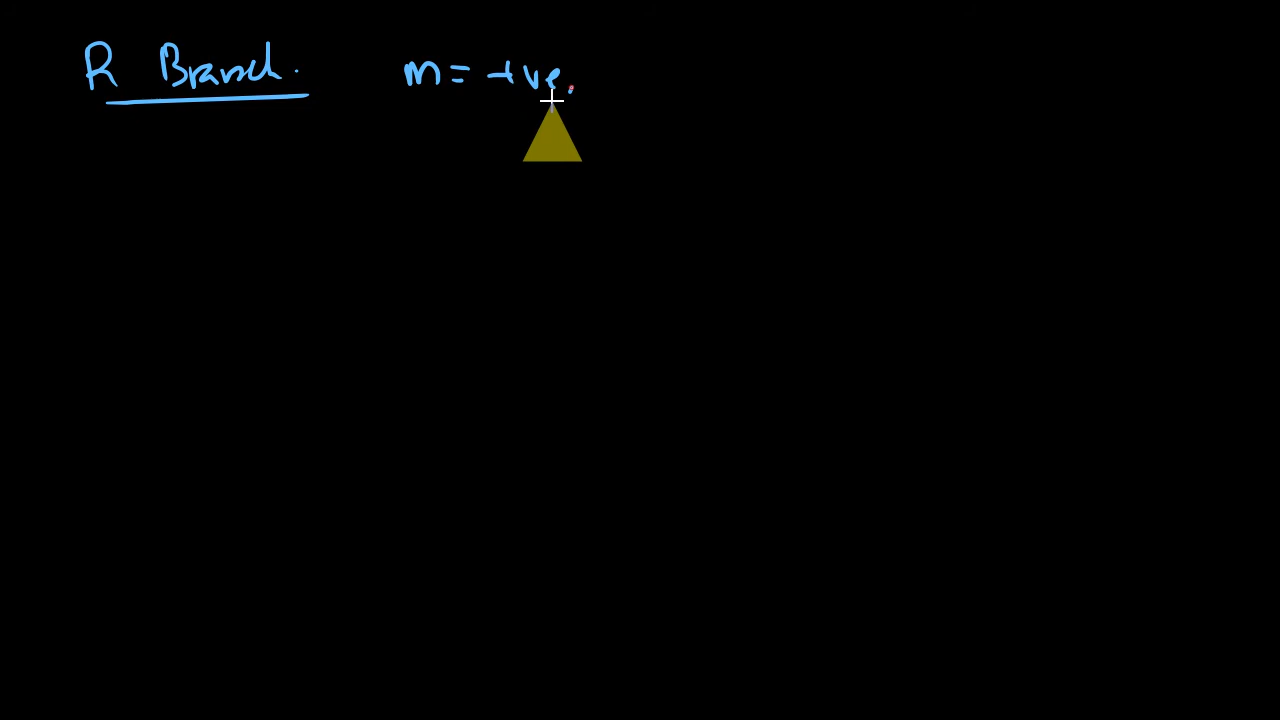 R Branch.
m = +ve.